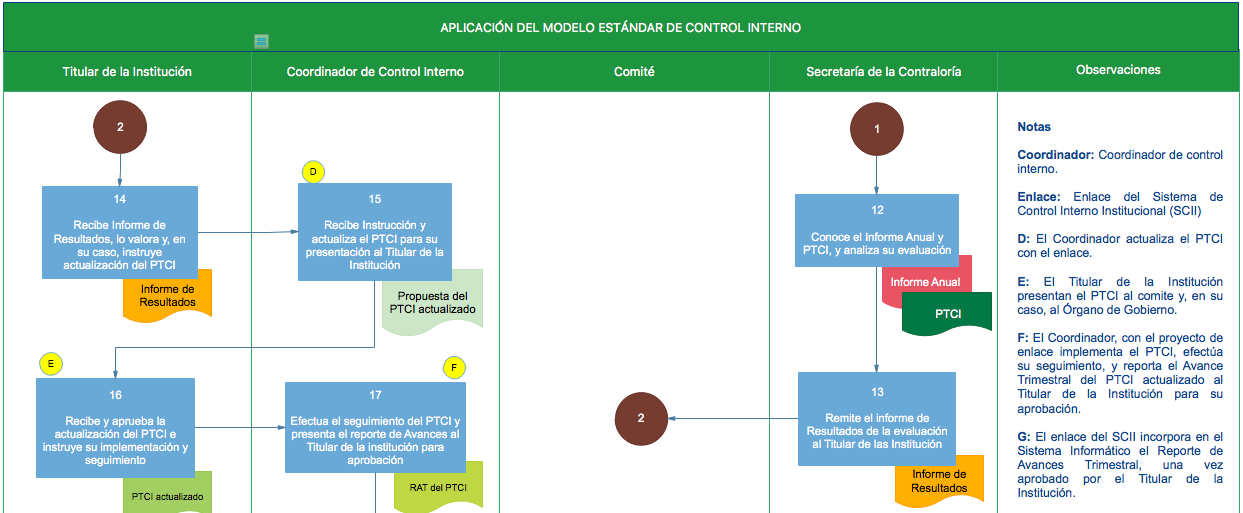 APLICACIÓN DEL MODELO ESTÁNDAR DE CONTROL INTERNO
Titular de la Institución
Coordinador de Control Interno
Comité
Secretaría de la Contraloría
Observaciones
2
14
Recibe Informe de
Resultados, lo valora y, en
su caso, instruye
actualización del PTCI
Informe de
Resultados
E
16
Recibe y aprueba la
actualización del PTCI e
instruye su implementación y
seguimiento
PTCI actualizado
D
15
Recibe Instrucción y
actualiza el PTCI para su
presentación al Titular de la
Institución
Propuesta del
PTCI actualizado
F
17
Efectua el seguimiento del PTCI y
presenta el reporte de Avances al
Titular de la institución para
aprobación
RAT del PTCI
2
1
12
Conoce el Informe Anual y
PTCI, y analiza su evaluación
Informe Anual
PTCI
13
Remite el informe de
Resultados de la evaluación
al Titular de las Institución
Informe de
Resultados
Notas
Coordinador: Coordinador de control
interno.
Enlace: Enlace del Sistema de
Control Interno Institucional (SCII)
D: El Coordinador actualiza el PTCI
con el enlace.
E: El Titular de la Institución
presentan el PTCI al comite y, en su
caso, al Órgano de Gobierno.
F: El Coordinador, con el proyecto de
enlace implementa el PTCI, efectúa
su seguimiento, y reporta el Avance
Trimestral del PTCI actualizado al
Titular de la Institución para su
aprobación.
G: El enlace del SCII incorpora en el
Sistema Informático el Reporte de
Avances Trimestral, una vez
aprobado por el Titular de la
Institución.